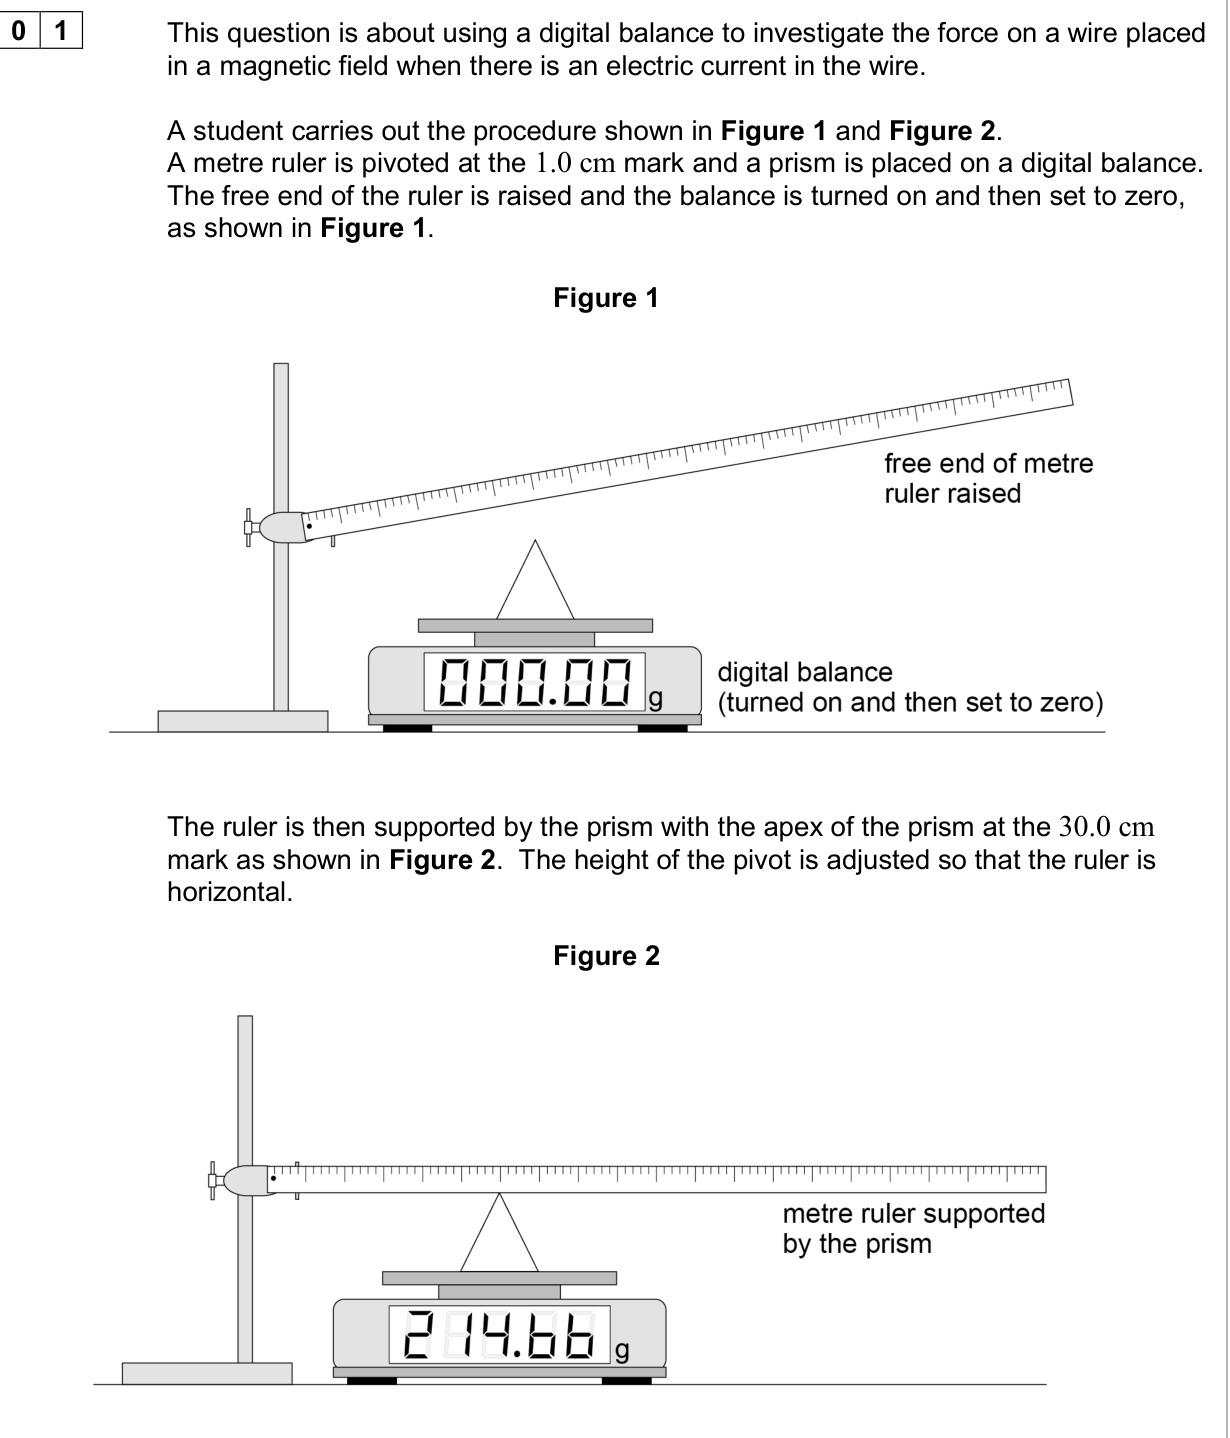 0 1
This question is about using a digital balance to investigate the force on a wire placed
in a magnetic field when there is an electric current in the wire.
A student carries out the procedure shown in Figure 1 and Figure 2.
A metre ruler is pivoted at the 1.0 cm mark and a prism is placed on a digital balance.
The free end of the ruler is raised and the balance is turned on and then set to zero,
as shown in Figure 1.
Figure 1
free end of metre
ruler raised
000.00 g
digital balance
(turned on and then set to zero)
The ruler is then supported by the prism with the apex of the prism at the 30.0 cm
mark as shown in Figure 2. The height of the pivot is adjusted so that the ruler is
horizontal.
Figure 2
metre ruler supported
by the prism
214.66 g